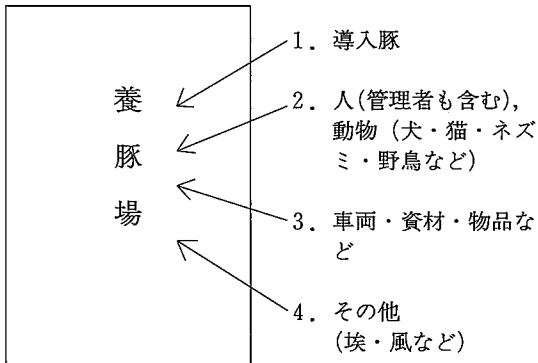 養豚場
1. 導入豚
2. 人(管理者も含む),
動物(犬・猫・ネズ
ミ・野鳥など)
3. 車両・資材・物品な
ど
4. その他
(埃・風など)